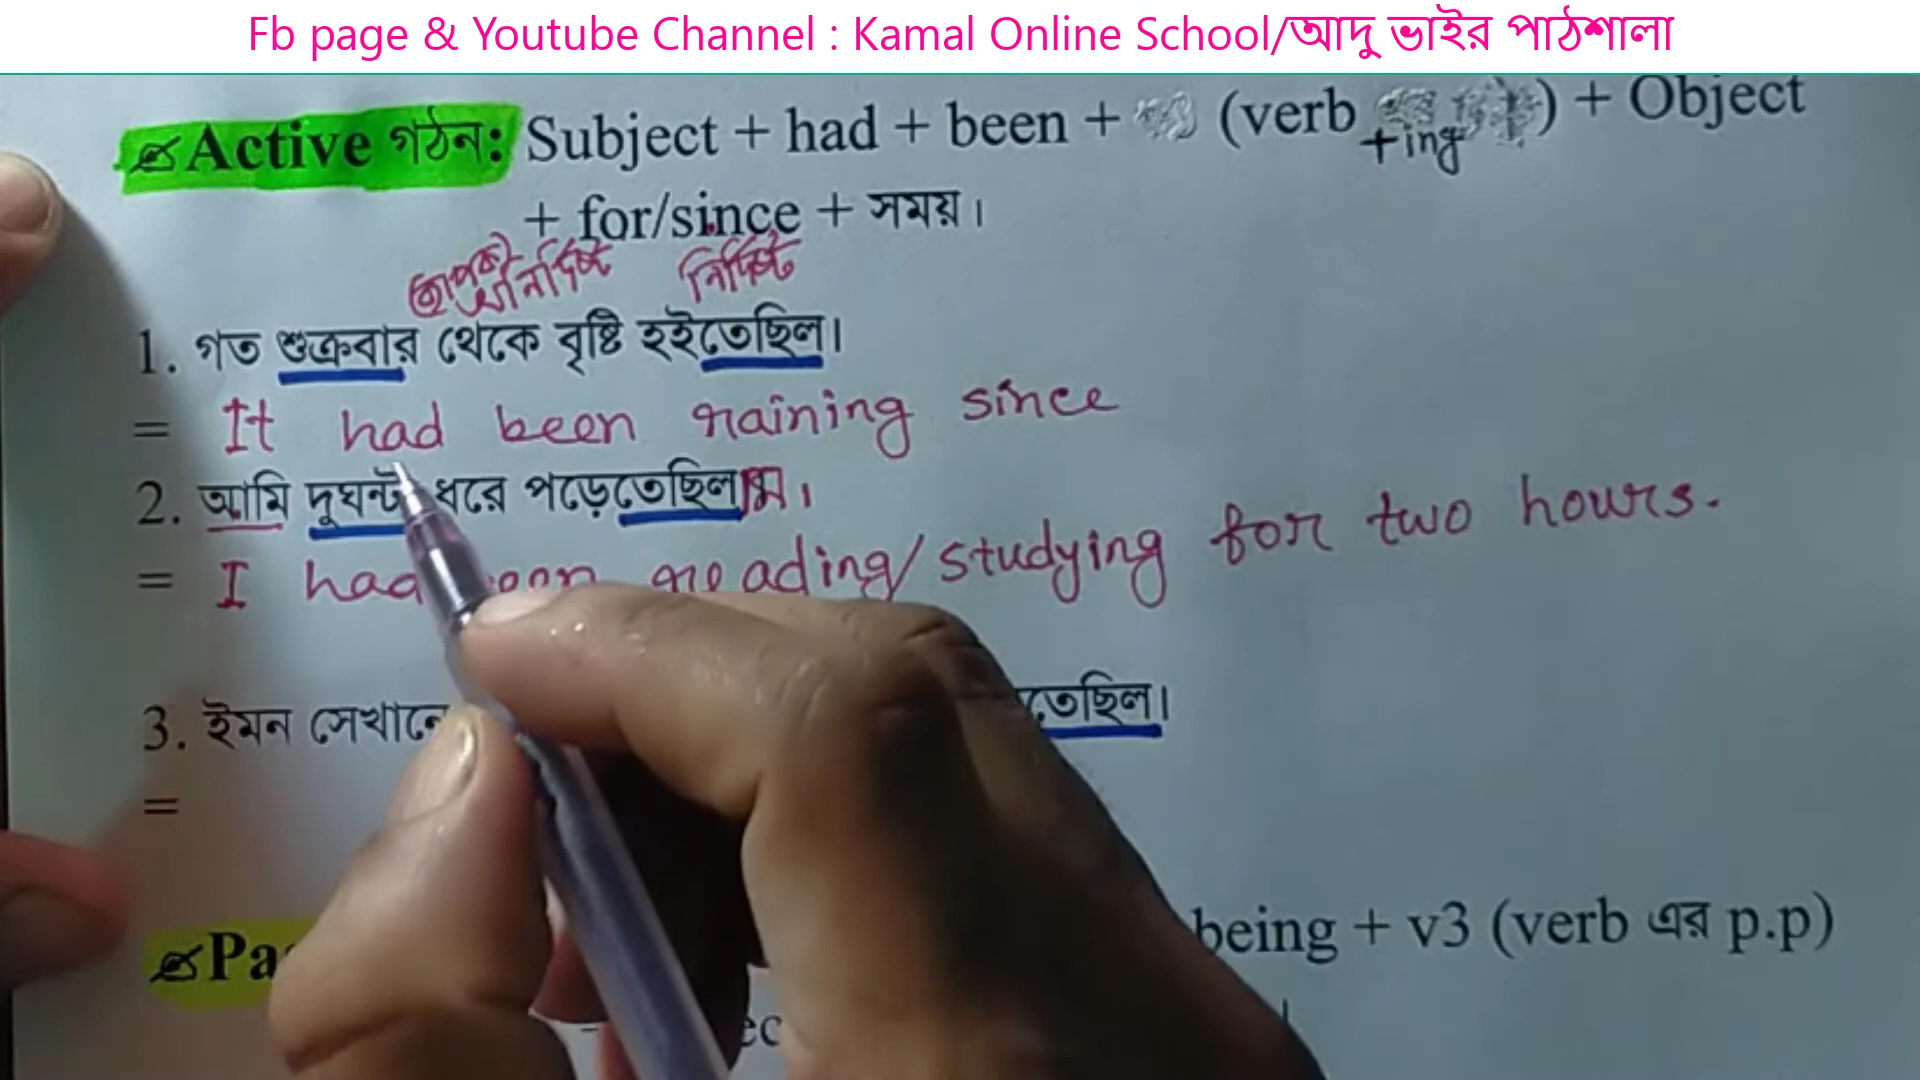 Fb page & Youtube Channel : Kamal Online School/আদু ভাইর পাঠশালা
Active গঠন: Subject + had + been + (verb +ing) + Object
+ for/since + সময়।
নির্দিষ্ট
1. গত শুক্রবার থেকে বৃষ্টি হইতেছিল।
= It had been raining since
2. আমি দুঘন্টা ধরে পড়েতেছিলাম।
= I had been reading/studying for two hours.
3. ইমন সেখানে তেছিল।
=
Pa being + v3 (verb এর p.p)